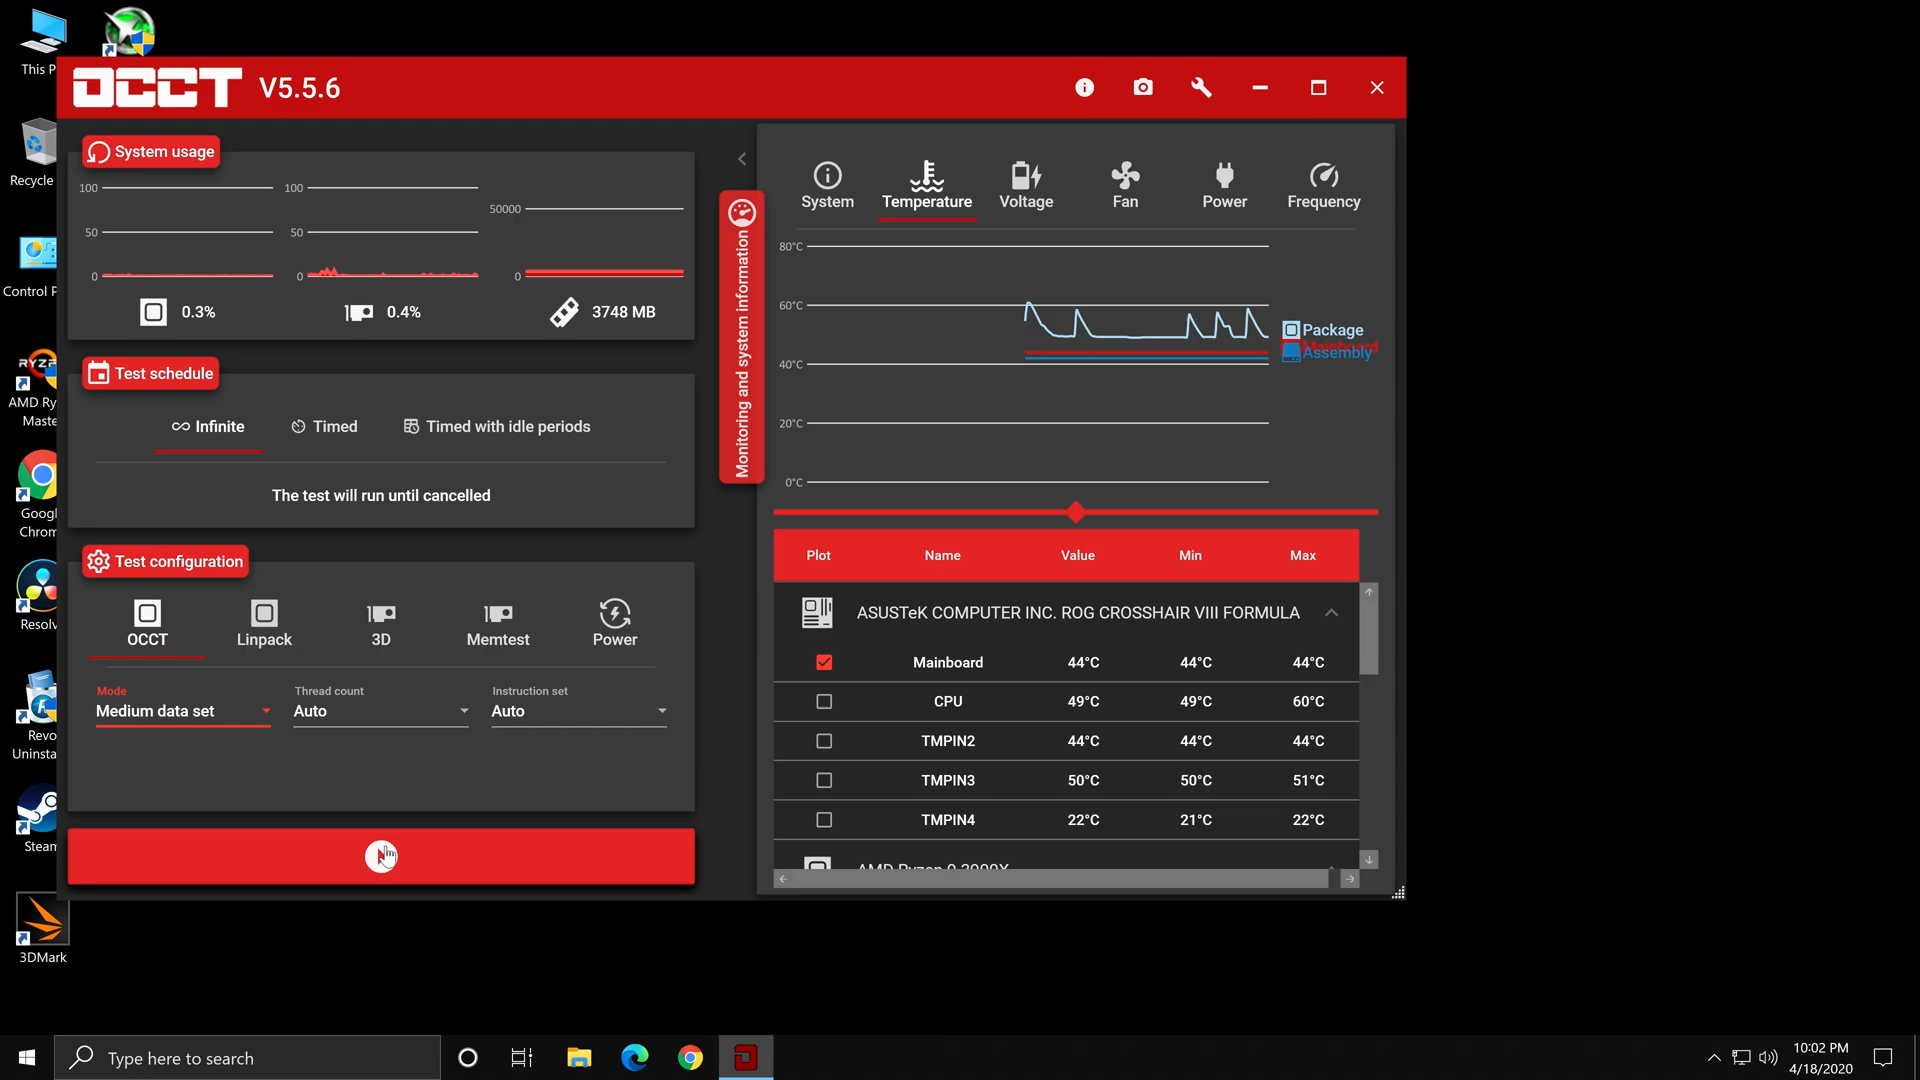 This P
Recycle
Control P
RYZE
AMD Ry
Maste
Googl
Chrom
Resolv
Revo
Uninsta
Steam
3DMark
OCCT V5.5.6
System usage
100
50
0
0.3%
100
50
0
0.4%
50000
0
3748 MB
Test schedule
Infinite
Timed
Timed with idle periods
The test will run until cancelled
Test configuration
OCCT
Linpack
3D
Memtest
Power
Mode
Medium data set
Thread count
Auto
Instruction set
Auto
Monitoring and system information
System
Temperature
Voltage
Fan
Power
Frequency
80°C
60°C
40°C
20°C
0°C
Package
Mainboard
Assembly
Plot Name Value Min Max
ASUSTeK COMPUTER INC. ROG CROSSHAIR VIII FORMULA
Mainboard 44°C 44°C 44°C
CPU 49°C 49°C 60°C
TMPIN2 44°C 44°C 44°C
TMPIN3 50°C 50°C 51°C
TMPIN4 22°C 21°C 22°C
Type here to search
10:02 PM
4/18/2020